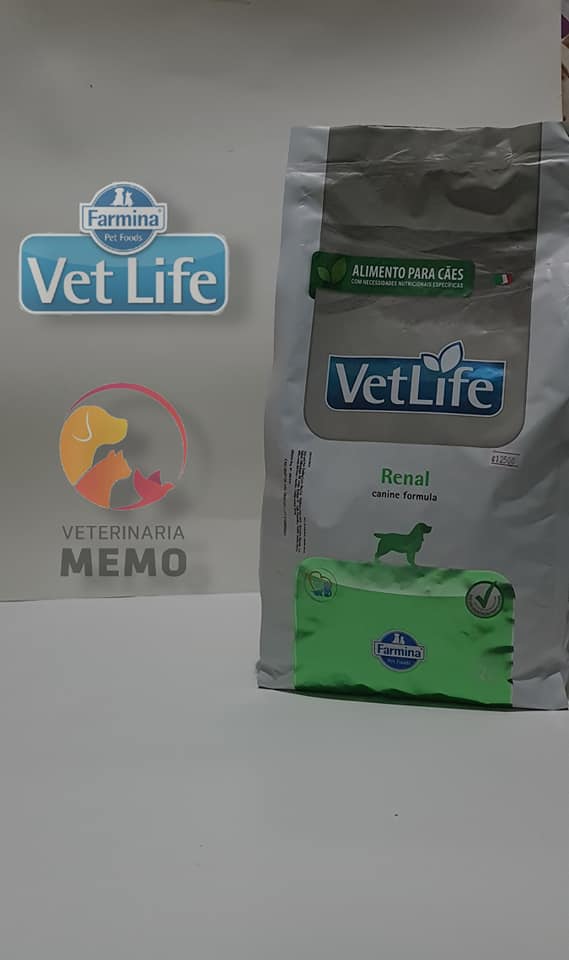 Farmina
Pet Foods
Vet Life
VETERINARIA
MEMO
ALIMENTO PARA CÃES
COM NECESSIDADES NUTRICIONAIS ESPECÍFICAS
VetLife
Renal
canine formula
Farmina
Pet Foods